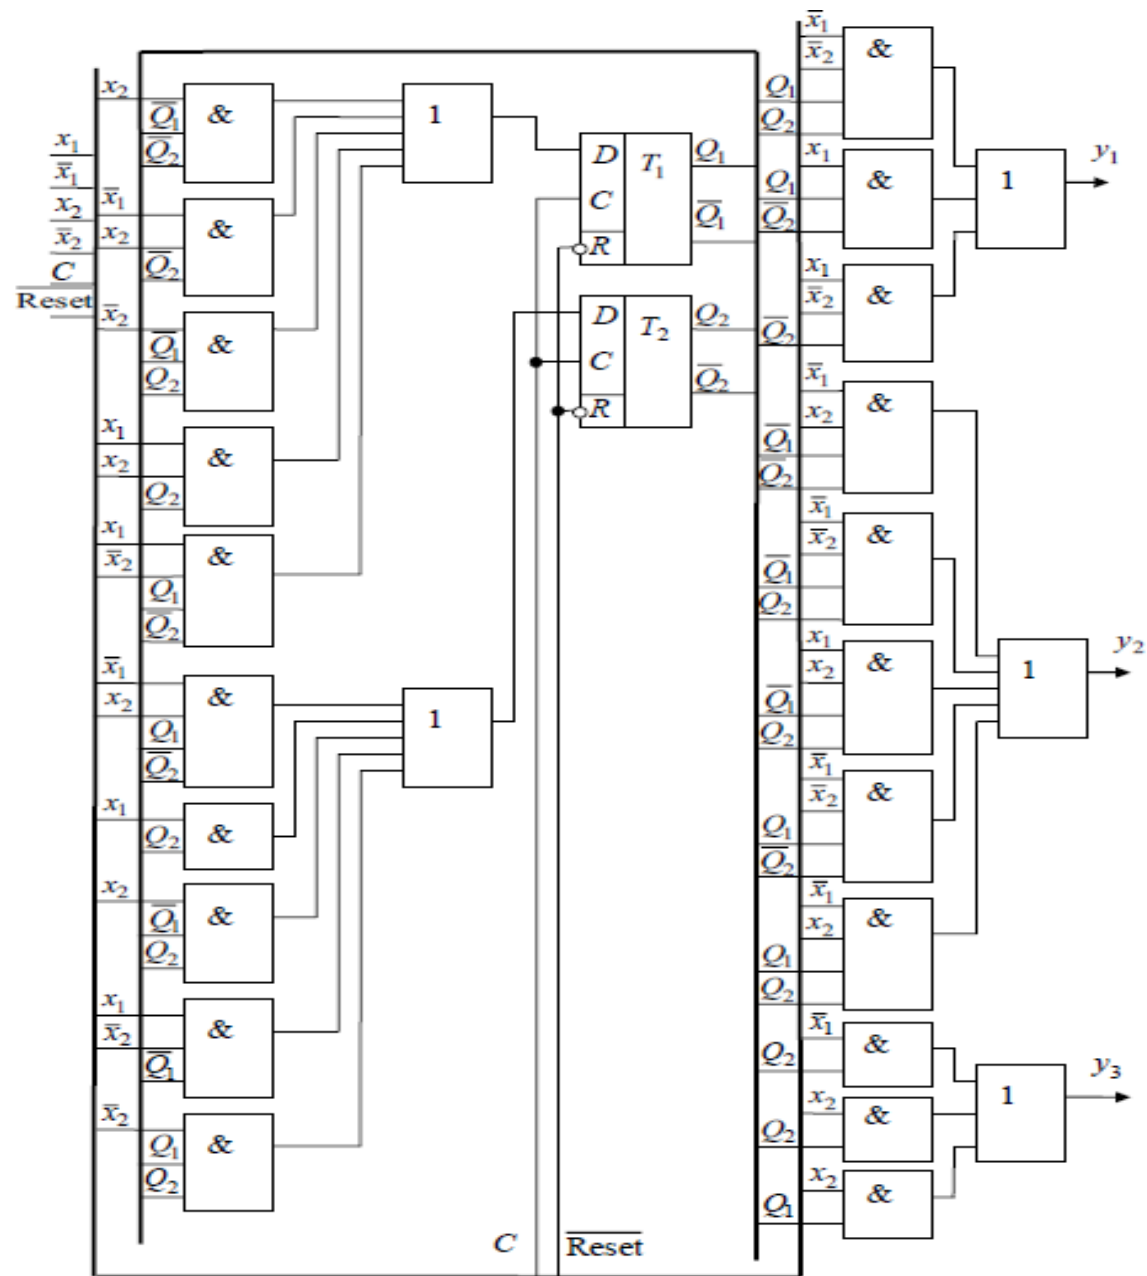 x₁
x̄₁
x₂
x̄₂
C
R̅e̅s̅e̅t̅
x₂
Q̄₁
Q̄₂
&
x̄₁
x₂
Q̄₂
&
x̄₂
Q̄₁
Q₂
&
x₁
x₂
Q₂
&
x₁
x̄₂
Q₁
Q̄₂
&
x̄₁
x₂
Q₁
Q̄₂
&
x₁
Q₂
&
x₂
Q̄₁
Q₂
&
x₁
x̄₂
Q̄₁
&
x̄₂
Q₁
Q₂
&
1
1
D T₁ Q₁
C Q̄₁
R
D T₂ Q₂
C Q̄₂
R
C R̅e̅s̅e̅t̅
x̄₁
x̄₂
Q₁
Q₂
&
x₁
Q₁
Q̄₂
&
x₁
x̄₂
Q̄₂
&
1 y₁
x̄₁
x₂
Q̄₁
Q̄₂
&
x̄₁
x̄₂
Q̄₁
Q₂
&
x₁
x₂
Q̄₁
Q₂
&
x̄₁
x̄₂
Q₁
Q̄₂
&
x̄₁
x₂
Q₁
Q₂
&
1 y₂
x̄₁
Q₂
&
x₂
Q₂
&
x₂
Q₁
&
1 y₃